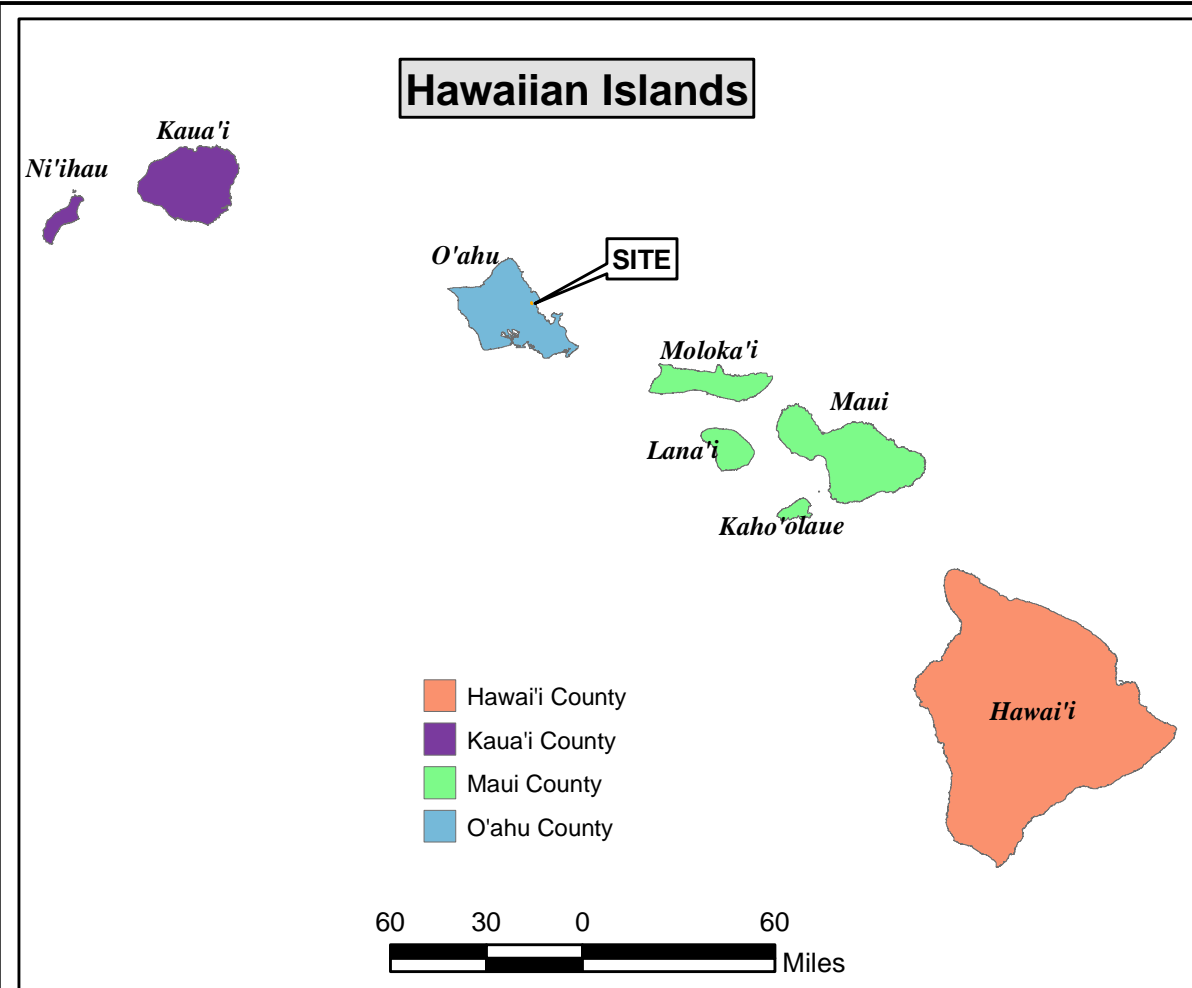 Hawaiian Islands
Kaua'i
Ni'ihau
O'ahu
SITE
Moloka'i
Maui
Lana'i
Kaho'olaue
Hawai'i
Hawai'i County
Kaua'i County
Maui County
O'ahu County
60 30 0 60
Miles